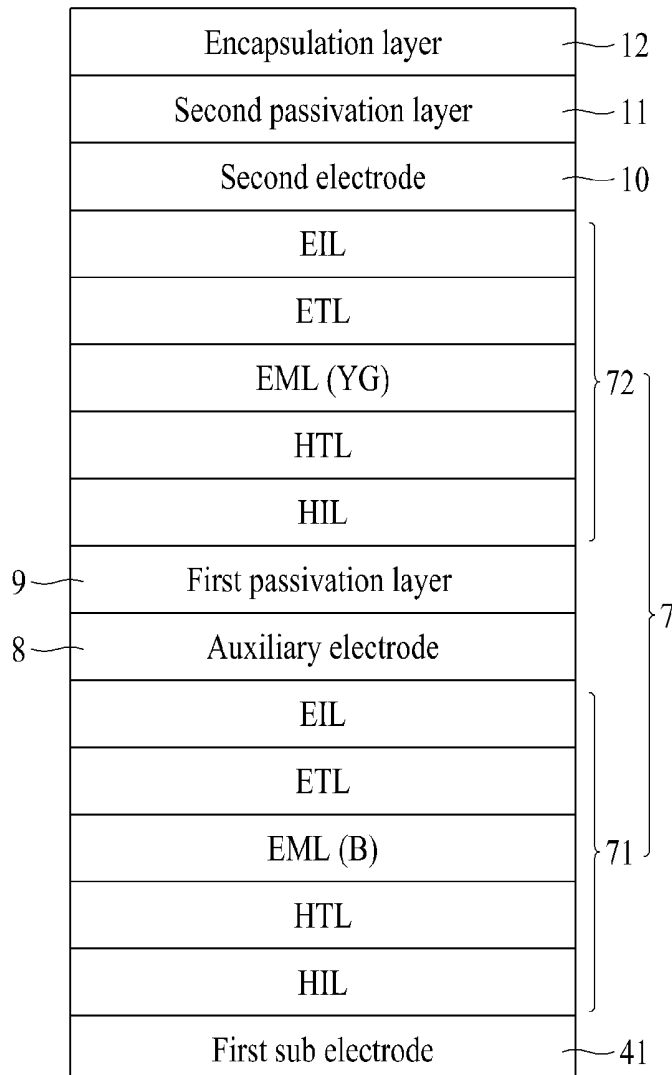 Encapsulation layer 12
Second passivation layer 11
Second electrode 10
EIL
ETL
EML (YG) 72
HTL
HIL
9 First passivation layer
7
8 Auxiliary electrode
EIL
ETL
EML (B) 71
HTL
HIL
First sub electrode 41